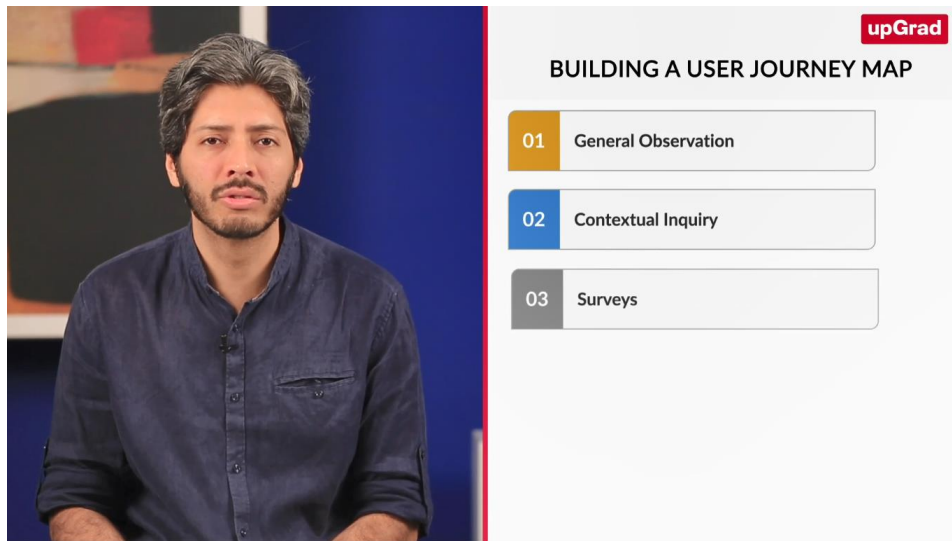 upGrad
BUILDING A USER JOURNEY MAP
01 General Observation
02 Contextual Inquiry
03 Surveys